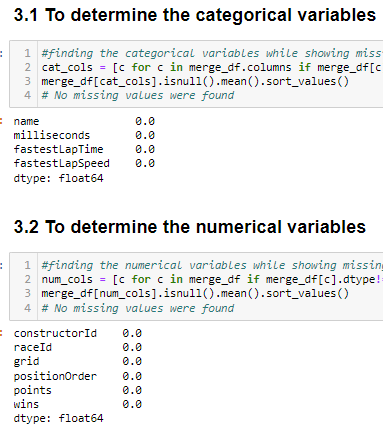 3.1 To determine the categorical variables
1 #finding the categorical variables while showing miss
2 cat_cols = [c for c in merge_df.columns if merge_df[c
3 merge_df[cat_cols].isnull().mean().sort_values()
4 # No missing values were found
name 0.0
milliseconds 0.0
fastestLapTime 0.0
fastestLapSpeed 0.0
dtype: float64
3.2 To determine the numerical variables
1 #finding the numerical variables while showing missing
2 num_cols = [c for c in merge_df if merge_df[c].dtype!=
3 merge_df[num_cols].isnull().mean().sort_values()
4 # No missing values were found
constructorId 0.0
raceId 0.0
grid 0.0
positionOrder 0.0
points 0.0
wins 0.0
dtype: float64